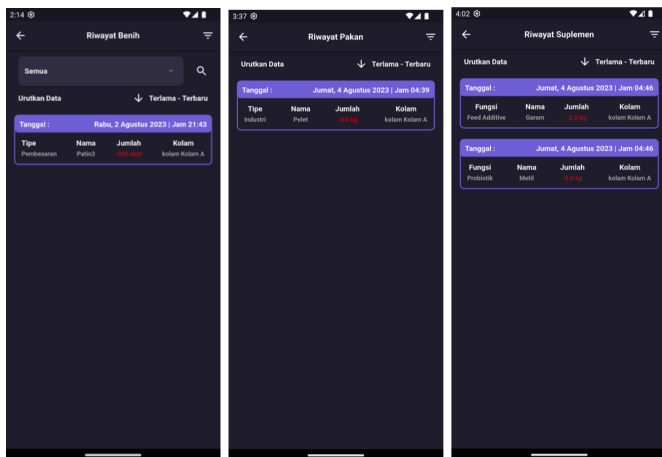 2:14
Riwayat Benih
Semua
Urutkan Data
Terlama - Terbaru
Tanggal :
Rabu, 2 Agustus 2023 | Jam 21:43
Tipe Nama Jumlah Kolam
Pembesaran Patin3 kolam Kolam A
3:37
Riwayat Pakan
Urutkan Data
Terlama - Terbaru
Tanggal :
Jumat, 4 Agustus 2023 | Jam 04:39
Tipe Nama Jumlah Kolam
Industri Pelet kg kolam Kolam A
4:02
Riwayat Suplemen
Urutkan Data
Terlama - Terbaru
Tanggal :
Jumat, 4 Agustus 2023 | Jam 04:46
Fungsi Nama Jumlah Kolam
Feed Additive Garam kg kolam Kolam A
Tanggal :
Jumat, 4 Agustus 2023 | Jam 04:46
Fungsi Nama Jumlah Kolam
Probiotik Metil kg kolam Kolam A